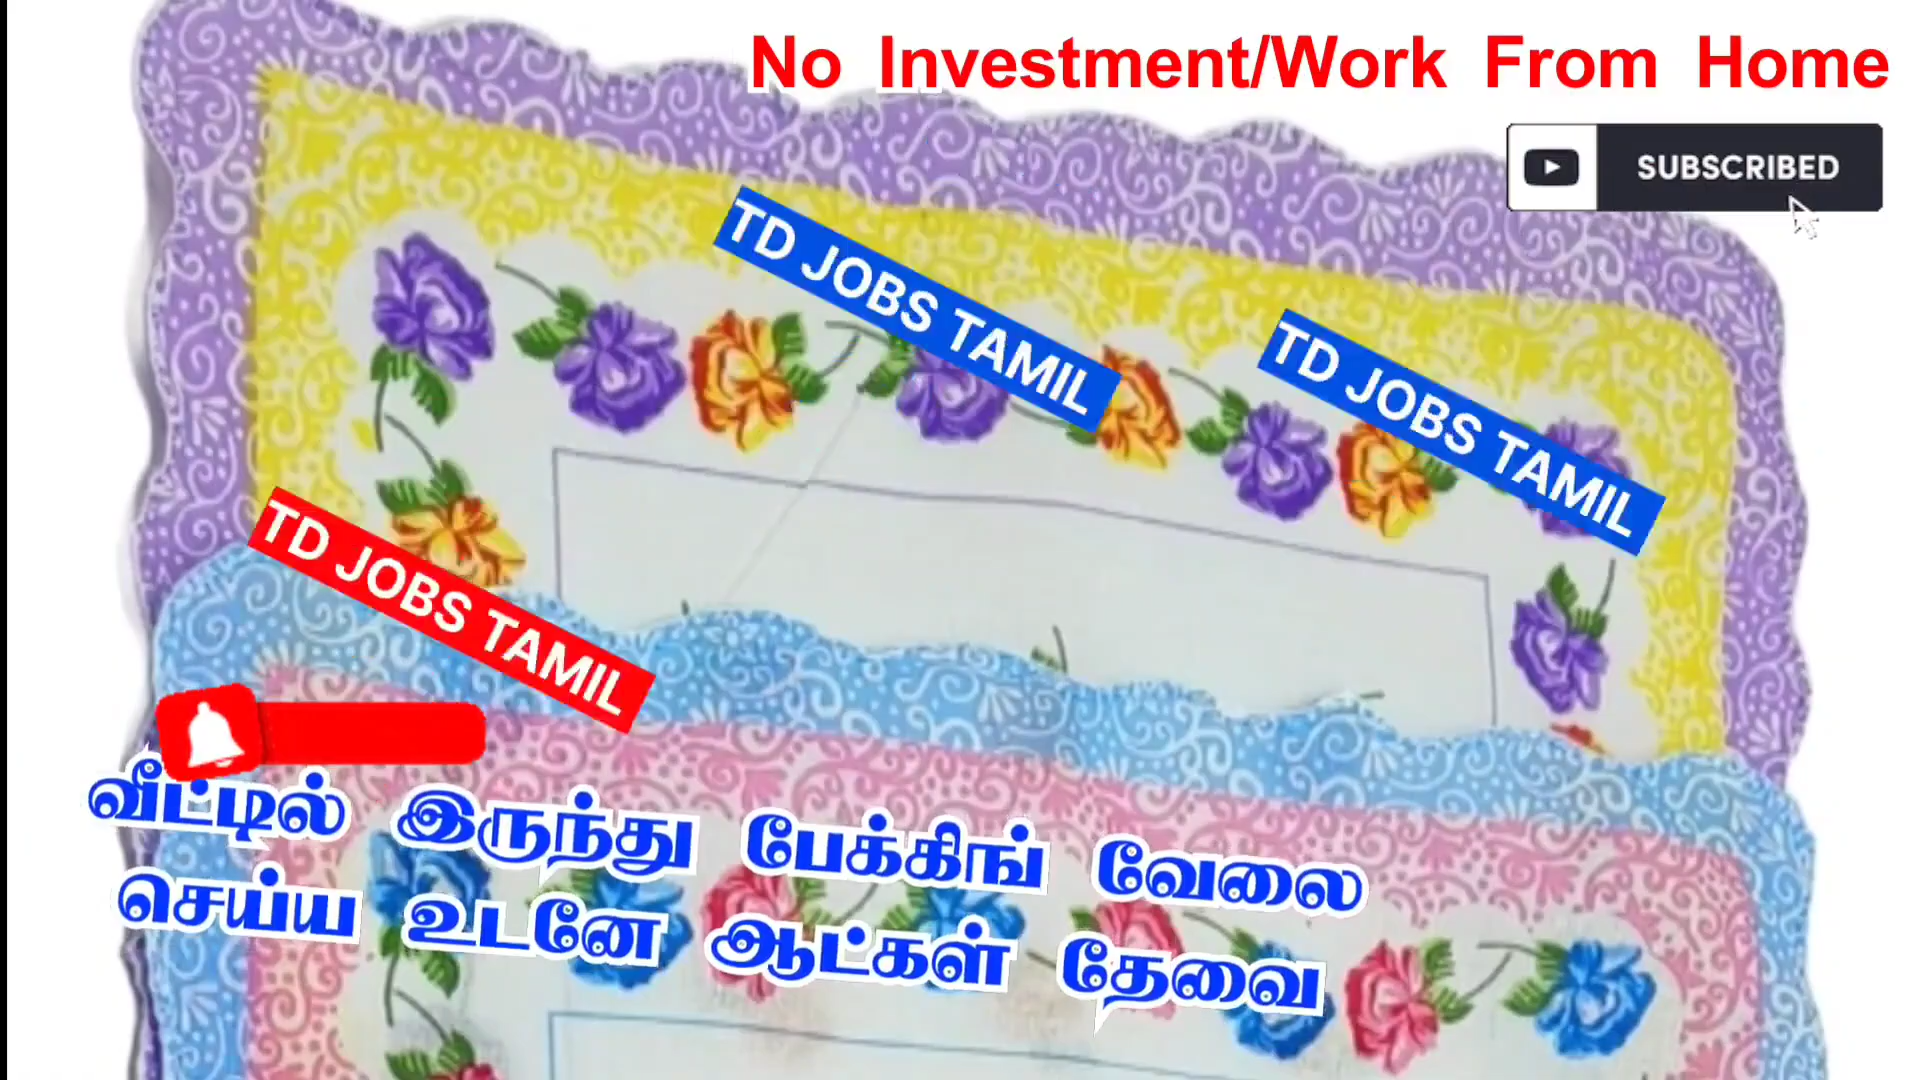 No Investment/Work From Home
SUBSCRIBED
TD JOBS TAMIL
TD JOBS TAMIL
TD JOBS TAMIL
வீட்டில் இருந்து பேக்கிங் வேலை
செய்ய உடனே ஆட்கள் தேவை